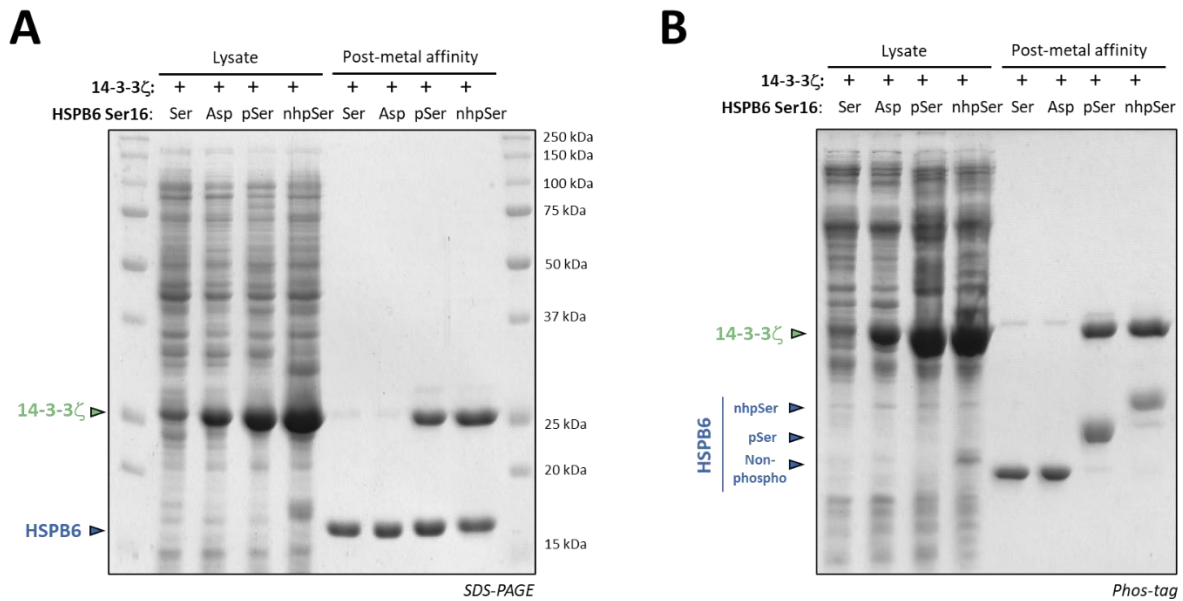 A
Lysate
Post-metal affinity
14-3-3ζ: + + + + + + + +
HSPB6 Ser16: Ser Asp pSer nhpSer Ser Asp pSer nhpSer
250 kDa
150 kDa
100 kDa
75 kDa
50 kDa
37 kDa
14-3-3ζ
25 kDa
20 kDa
HSPB6
15 kDa
SDS-PAGE
B
Lysate
Post-metal affinity
14-3-3ζ: + + + + + + + +
HSPB6 Ser16: Ser Asp pSer nhpSer Ser Asp pSer nhpSer
14-3-3ζ
HSPB6
nhpSer
pSer
Non-
phospho
Phos-tag